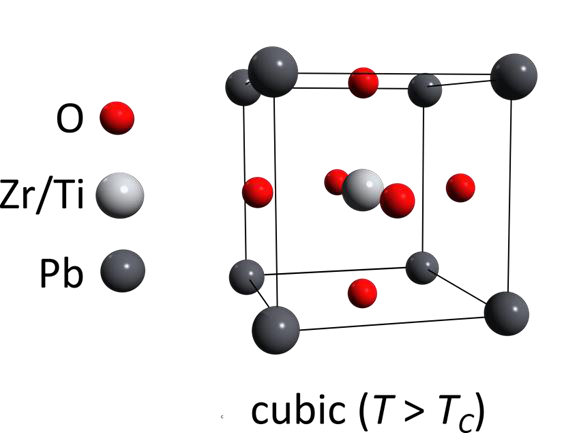 O
Zr/Ti
Pb
cubic (T > TC)